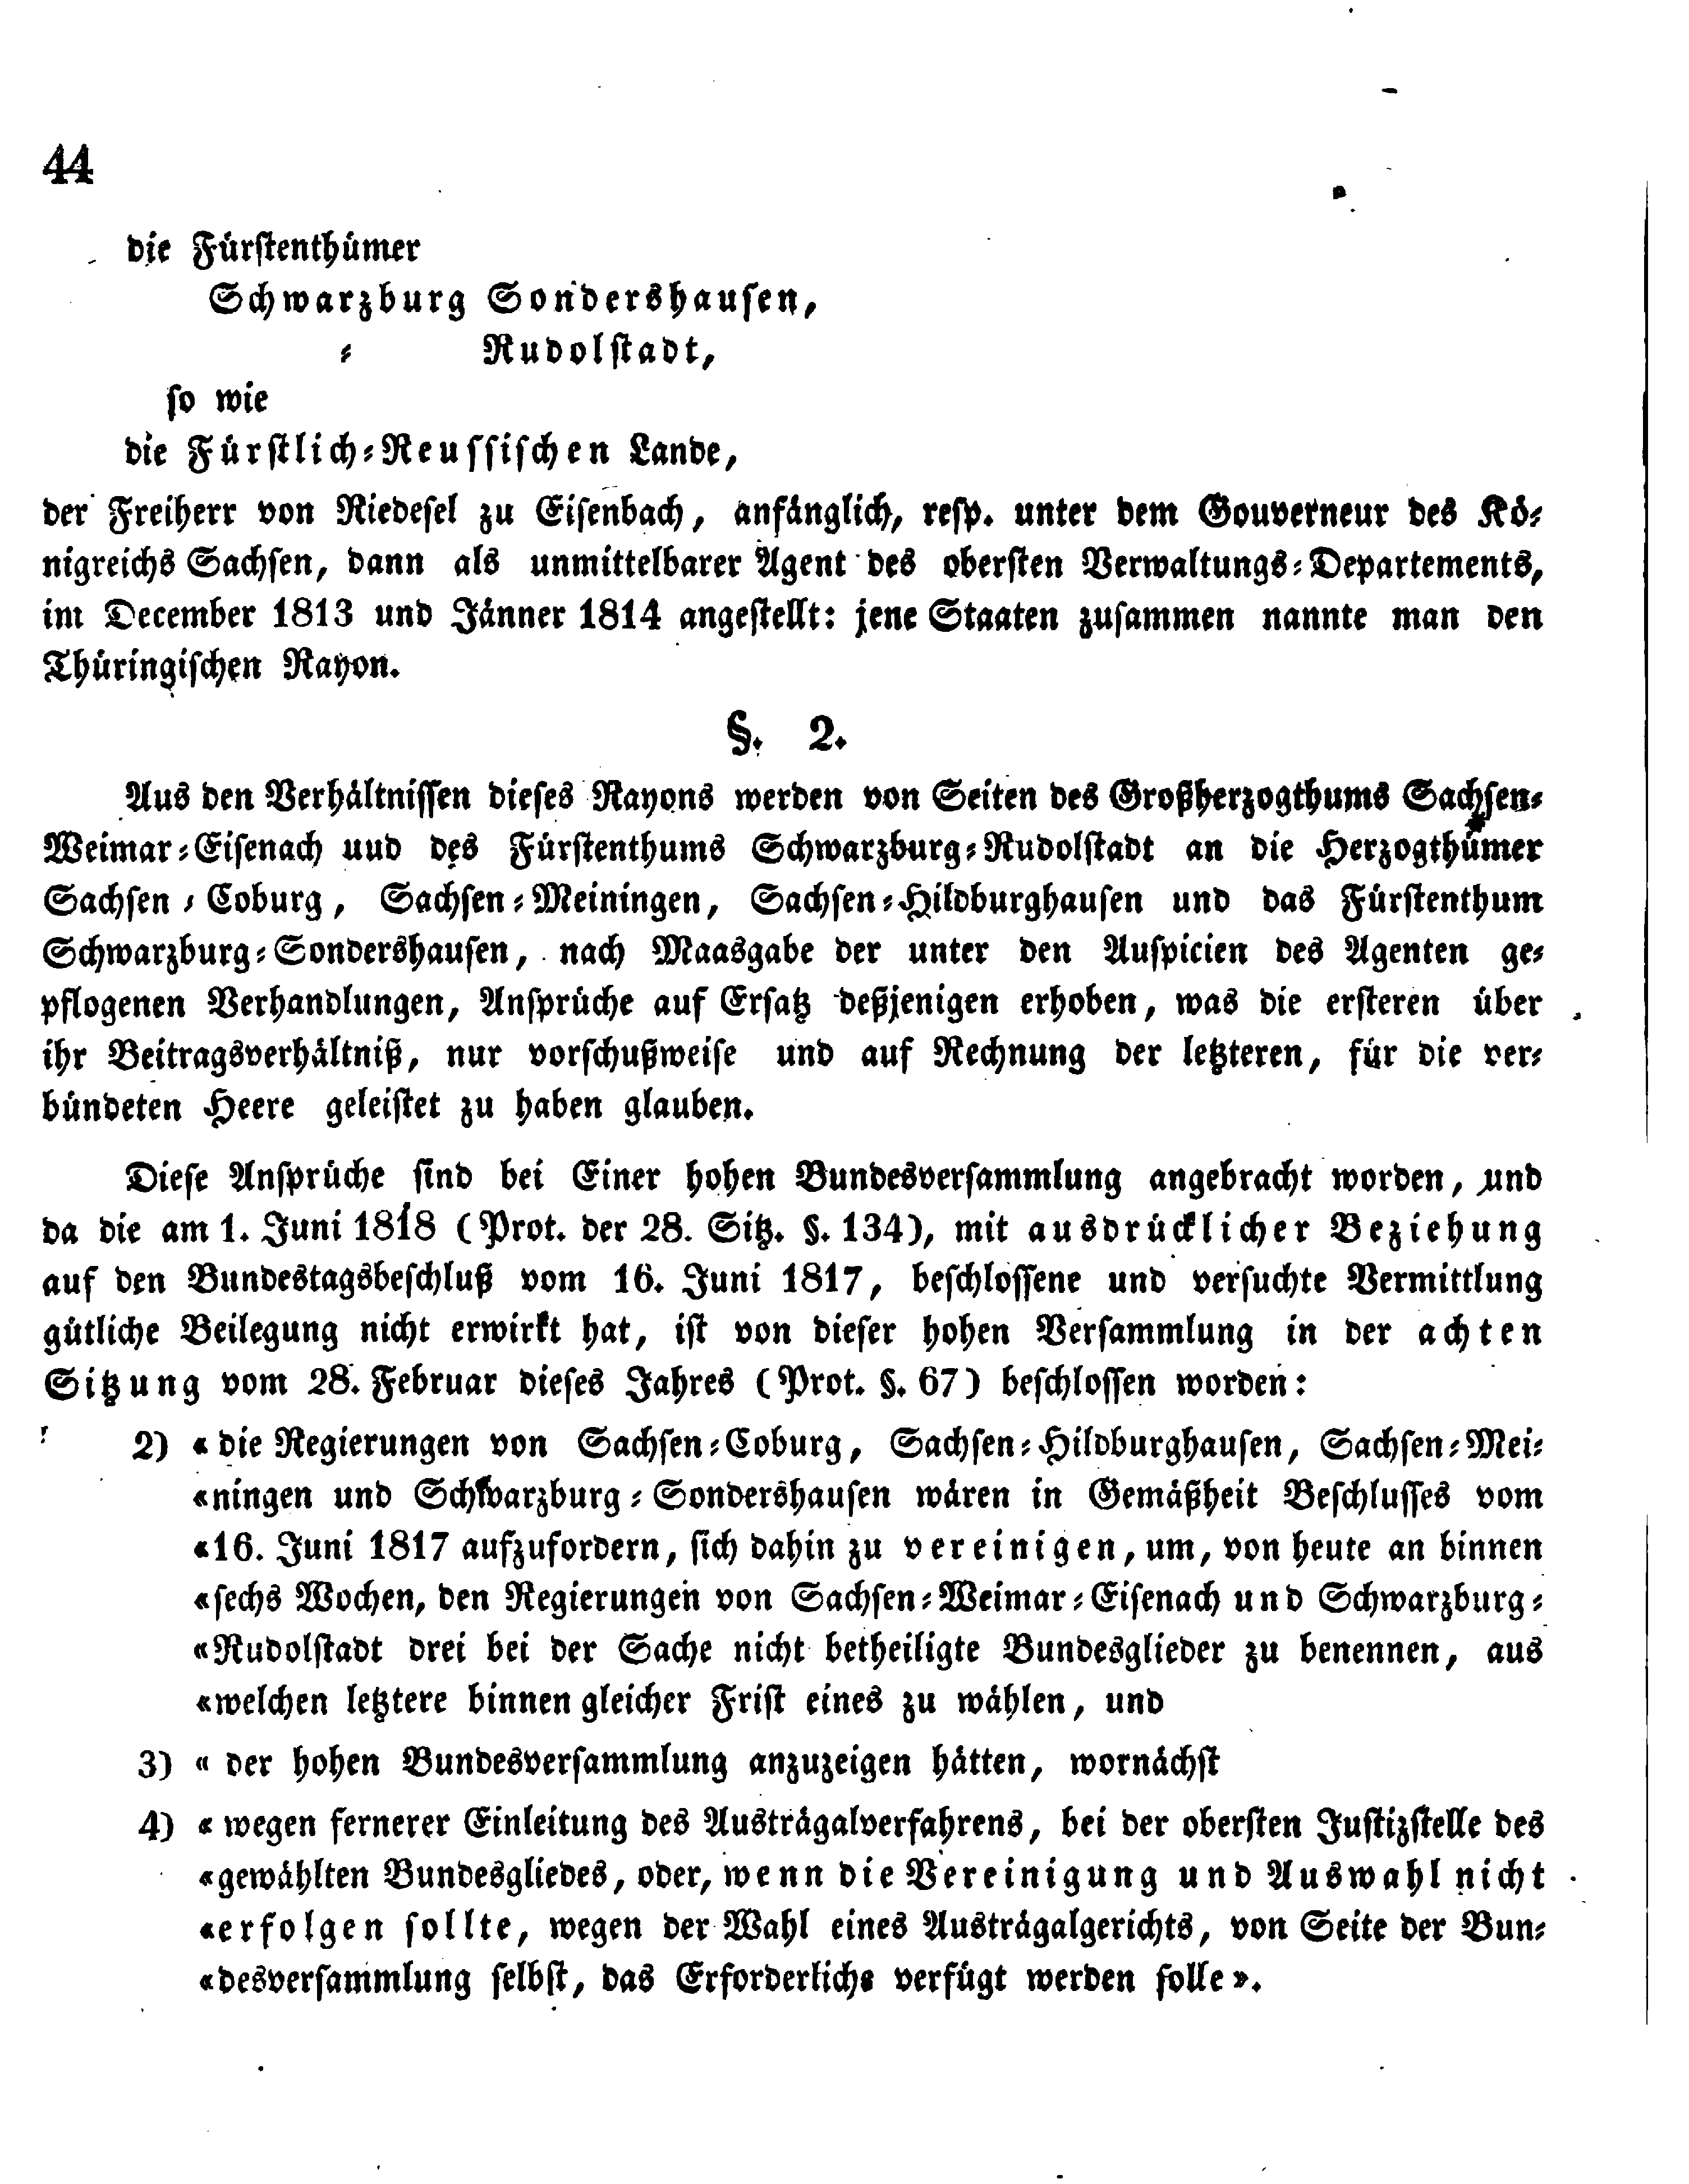 44
die Fürstenthümer
Schwarzburg Sondershausen,
⸗ Rudolstadt,
so wie
die Fürstlich⸗Reussischen Lande,
der Freiherr von Riedesel zu Eisenbach, anfänglich, resp. unter dem Gouverneur des Kö⸗
nigreichs Sachsen, dann als unmittelbarer Agent des obersten Verwaltungs⸗Departements,
im December 1813 und Jänner 1814 angestellt: jene Staaten zusammen nannte man den
Thüringischen Rayon.
§. 2.
Aus den Verhältnissen dieses Rayons werden von Seiten des Großherzogthums Sachsen⸗
Weimar⸗Eisenach uud des Fürstenthums Schwarzburg⸗Rudolstadt an die Herzogthümer
Sachsen⸗Coburg, Sachsen⸗Meiningen, Sachsen⸗Hildburghausen und das Fürstenthum
Schwarzburg⸗Sondershausen, nach Maasgabe der unter den Auspicien des Agenten ge⸗
pflogenen Verhandlungen, Ansprüche auf Ersatz deßjenigen erhoben, was die ersteren über
ihr Beitragsverhältniß, nur vorschußweise und auf Rechnung der letzteren, für die ver⸗
bündeten Heere geleistet zu haben glauben.
Diese Ansprüche sind bei Einer hohen Bundesversammlung angebracht worden, und
da die am 1. Juni 1818 (Prot. der 28. Sitz. §. 134), mit ausdrücklicher Beziehung
auf den Bundestagsbeschluß vom 16. Juni 1817, beschlossene und versuchte Vermittlung
gütliche Beilegung nicht erwirkt hat, ist von dieser hohen Versammlung in der achten
Sitzung vom 28. Februar dieses Jahres (Prot. §. 67) beschlossen worden:
2) « die Regierungen von Sachsen⸗Coburg, Sachsen⸗Hildburghausen, Sachsen⸗Mei⸗
«ningen und Schwarzburg⸗Sondershausen wären in Gemäßheit Beschlusses vom
«16. Juni 1817 aufzufordern, sich dahin zu vereinigen, um, von heute an binnen
«sechs Wochen, den Regierungen von Sachsen⸗Weimar⸗Eisenach und Schwarzburg⸗
«Rudolstadt drei bei der Sache nicht betheiligte Bundesglieder zu benennen, aus
«welchen letztere binnen gleicher Frist eines zu wählen, und
3) « der hohen Bundesversammlung anzuzeigen hätten, wornächst
4) « wegen fernerer Einleitung des Austrägalverfahrens, bei der obersten Justizstelle des
«gewählten Bundesgliedes, oder, wenn die Vereinigung und Auswahl nicht
«erfolgen sollte, wegen der Wahl eines Austrägalgerichts, von Seite der Bun⸗
«desversammlung selbst, das Erforderliche verfügt werden solle».